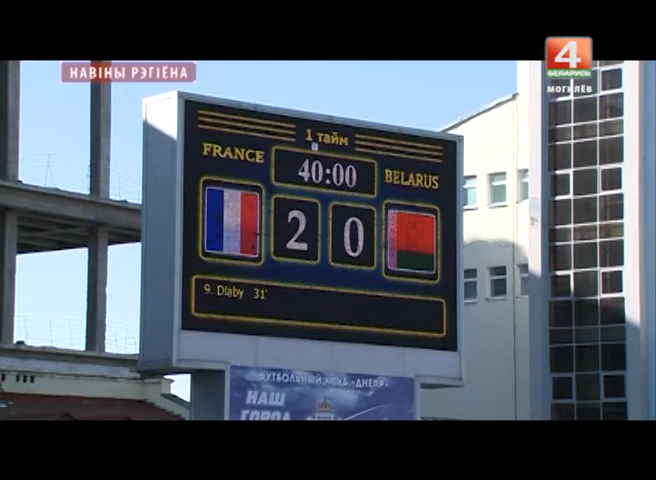 НАВІНЫ РЭГІЁНА
4
БЕЛАРУСЬ
МОГИЛЁВ
1 тайм
FRANCE
40:00
BELARUS
2 0
9. Diaby 31'
ФУТБОЛЬНЫЙ КЛУБ «ДНЕПР»
НАШ
ГОРОД